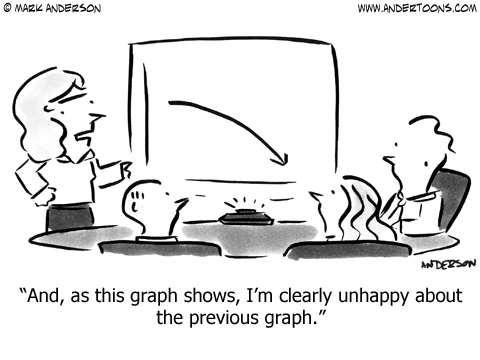 © MARK ANDERSON
WWW.ANDERTOONS.COM
ANDERSON
“And, as this graph shows, I’m clearly unhappy about
the previous graph.”